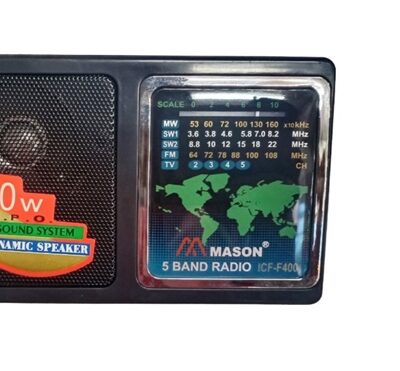 SCALE 0 2 4 6 8 10
MW 53 60 72 100 130 160 x10kHz
SW1 3.6 3.8 4.6 5.8 7.0 8.2 MHz
SW2 8.8 10 12 15 18 22 MHz
FM 64 72 78 88 100 108 MHz
TV 2 3 4 5 CH
MASON®
5 BAND RADIO ICF-F400
0W
.P.O
SOUND SYSTEM
NAMIC SPEAKER